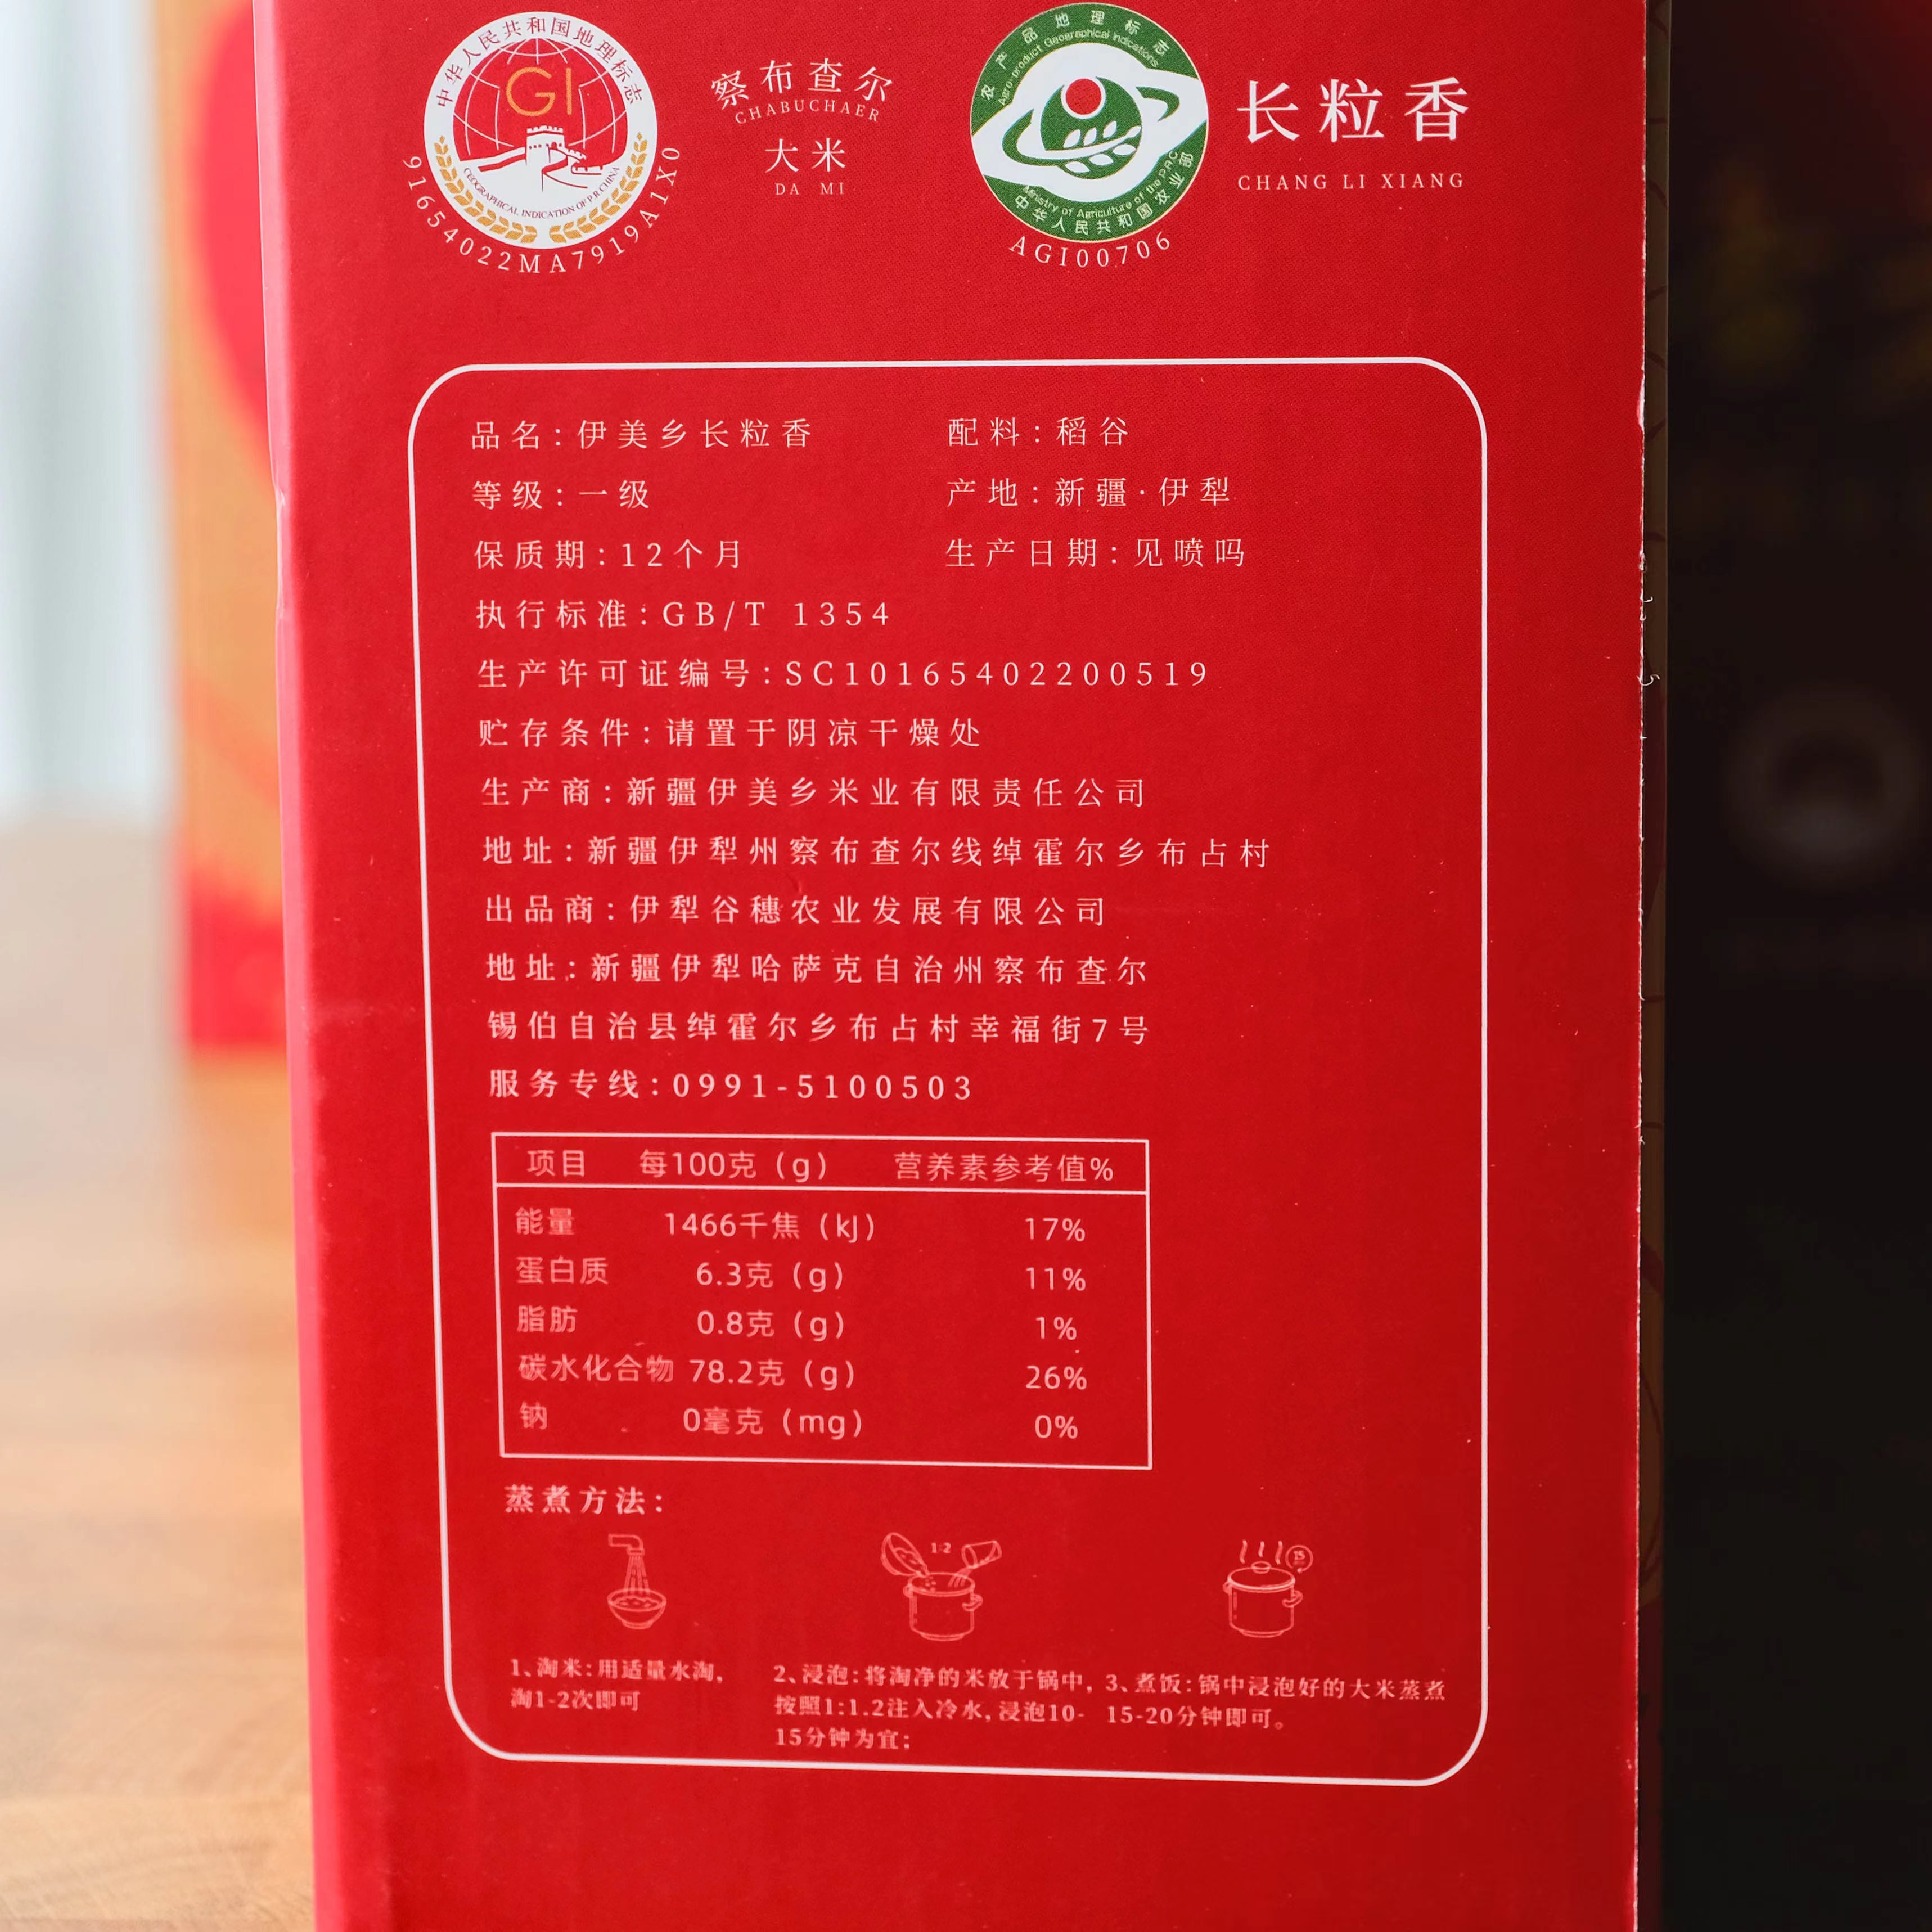 中华人民共和国地理标志
GI
GEOGRAPHICAL INDICATION OF P.R.CHINA
91654022MA7919A1X0
察布查尔
CHABUCHAER
大米
DA MI
农产品地理标志
Agro-product Geographical Indications
Ministry of Agriculture of the P.R.C
中华人民共和国农业部
AGI00706
长粒香
CHANG LI XIANG
品名:伊美乡长粒香
配料:稻谷
等级:一级
产地:新疆·伊犁
保质期:12个月
生产日期:见喷吗
执行标准:GB/T 1354
生产许可证编号:SC10165402200519
贮存条件:请置于阴凉干燥处
生产商:新疆伊美乡米业有限责任公司
地址:新疆伊犁州察布查尔线绰霍尔乡布占村
出品商:伊犁谷穗农业发展有限公司
地址:新疆伊犁哈萨克自治州察布查尔
锡伯自治县绰霍尔乡布占村幸福街7号
服务专线:0991-5100503
项目 每100克（g） 营养素参考值%
能量 1466千焦（kJ） 17%
蛋白质 6.3克（g） 11%
脂肪 0.8克（g） 1%
碳水化合物 78.2克（g） 26%
钠 0毫克（mg） 0%
蒸煮方法:
1:2
15
1、淘米:用适量水淘,
淘1-2次即可
2、浸泡:将淘净的米放于锅中,
按照1:1.2注入冷水,浸泡10-
15分钟为宜;
3、煮饭:锅中浸泡好的大米蒸煮
15-20分钟即可。